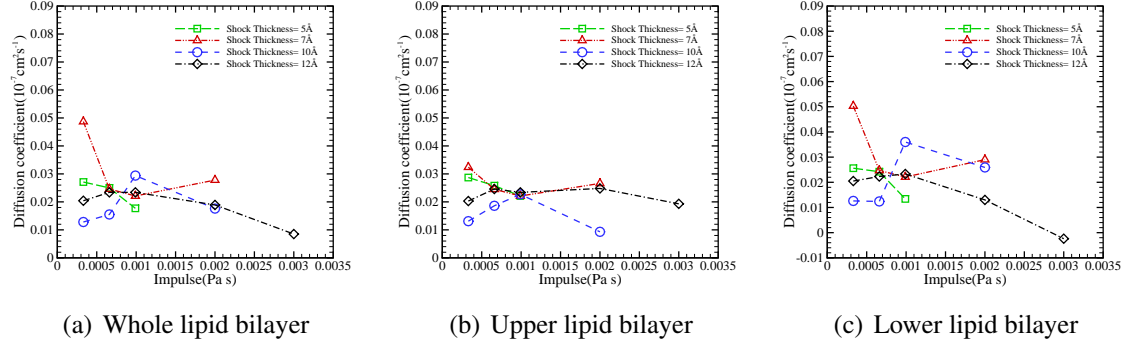 0.09
0.08
0.07
0.06
0.05
0.04
0.03
0.02
0.01
0
Diffusion coefficient(10⁻⁷cm²s⁻¹)
Shock Thickness= 5Å
Shock Thickness= 7Å
Shock Thickness= 10Å
Shock Thickness= 12Å
0 0.0005 0.001 0.0015 0.002 0.0025 0.003 0.0035
Impulse(Pa s)
(a) Whole lipid bilayer
0.09
0.08
0.07
0.06
0.05
0.04
0.03
0.02
0.01
0
Diffusion coefficient(10⁻⁷cm²s⁻¹)
Shock Thickness= 5Å
Shock Thickness= 7Å
Shock Thickness= 10Å
Shock Thickness= 12Å
0 0.0005 0.001 0.0015 0.002 0.0025 0.003 0.0035
Impulse(Pa s)
(b) Upper lipid bilayer
0.09
0.08
0.07
0.06
0.05
0.04
0.03
0.02
0.01
0
-0.01
Diffusion coefficient(10⁻⁷cm²s⁻¹)
Shock Thickness= 5Å
Shock Thickness= 7Å
Shock Thickness= 10Å
Shock Thickness= 12Å
0 0.0005 0.001 0.0015 0.002 0.0025 0.003 0.0035
Impulse(Pa s)
(c) Lower lipid bilayer